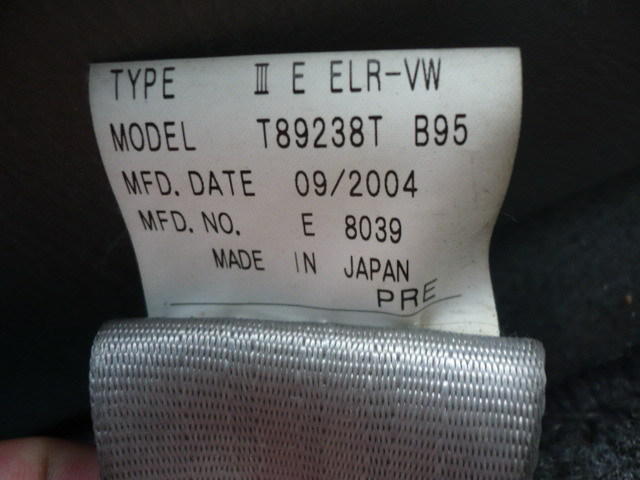 TYPE Ⅲ E ELR-VW
MODEL T89238T B95
MFD. DATE 09/2004
MFD. NO. E 8039
MADE IN JAPAN
PRE